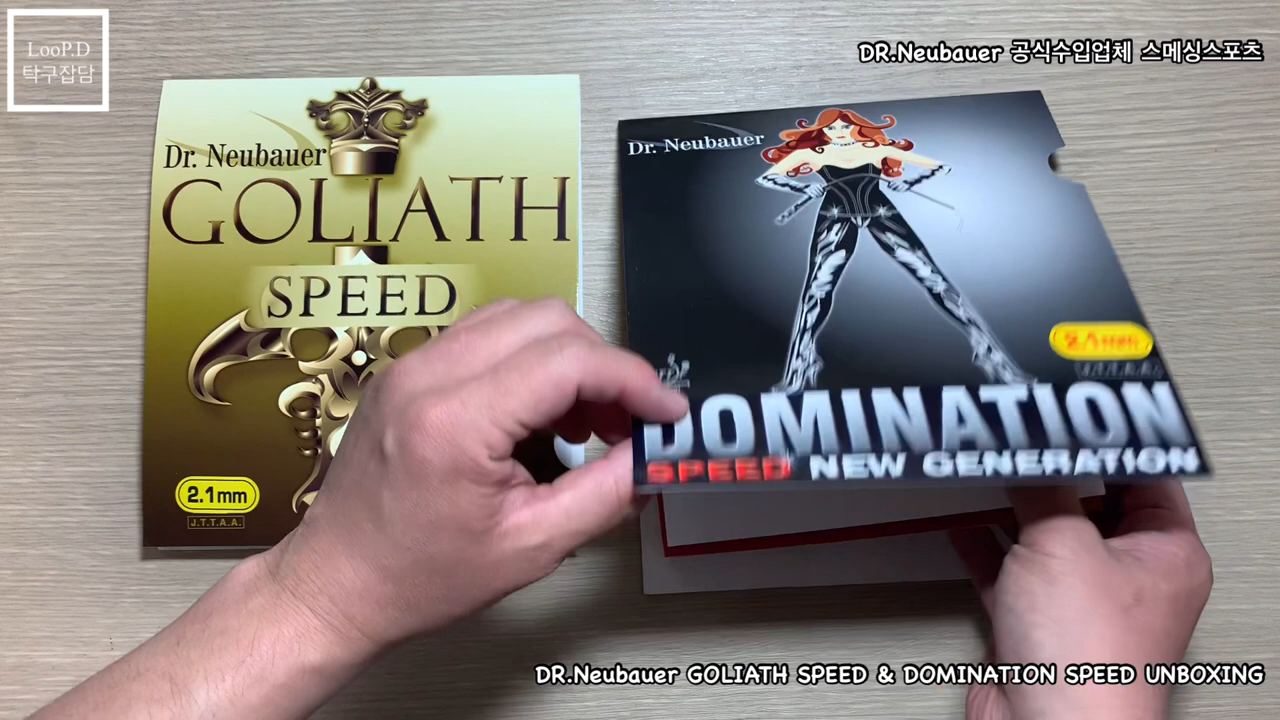 LooP.D
탁구잡담
DR.Neubauer 공식수입업체 스메싱스포츠
Dr. Neubauer
GOLIATH
SPEED
2.1mm
J.T.T.A.A.
Dr. Neubauer
2.1mm
J.T.T.A.A.
DOMINATION
SPEED NEW GENERATION
DR.Neubauer GOLIATH SPEED & DOMINATION SPEED UNBOXING